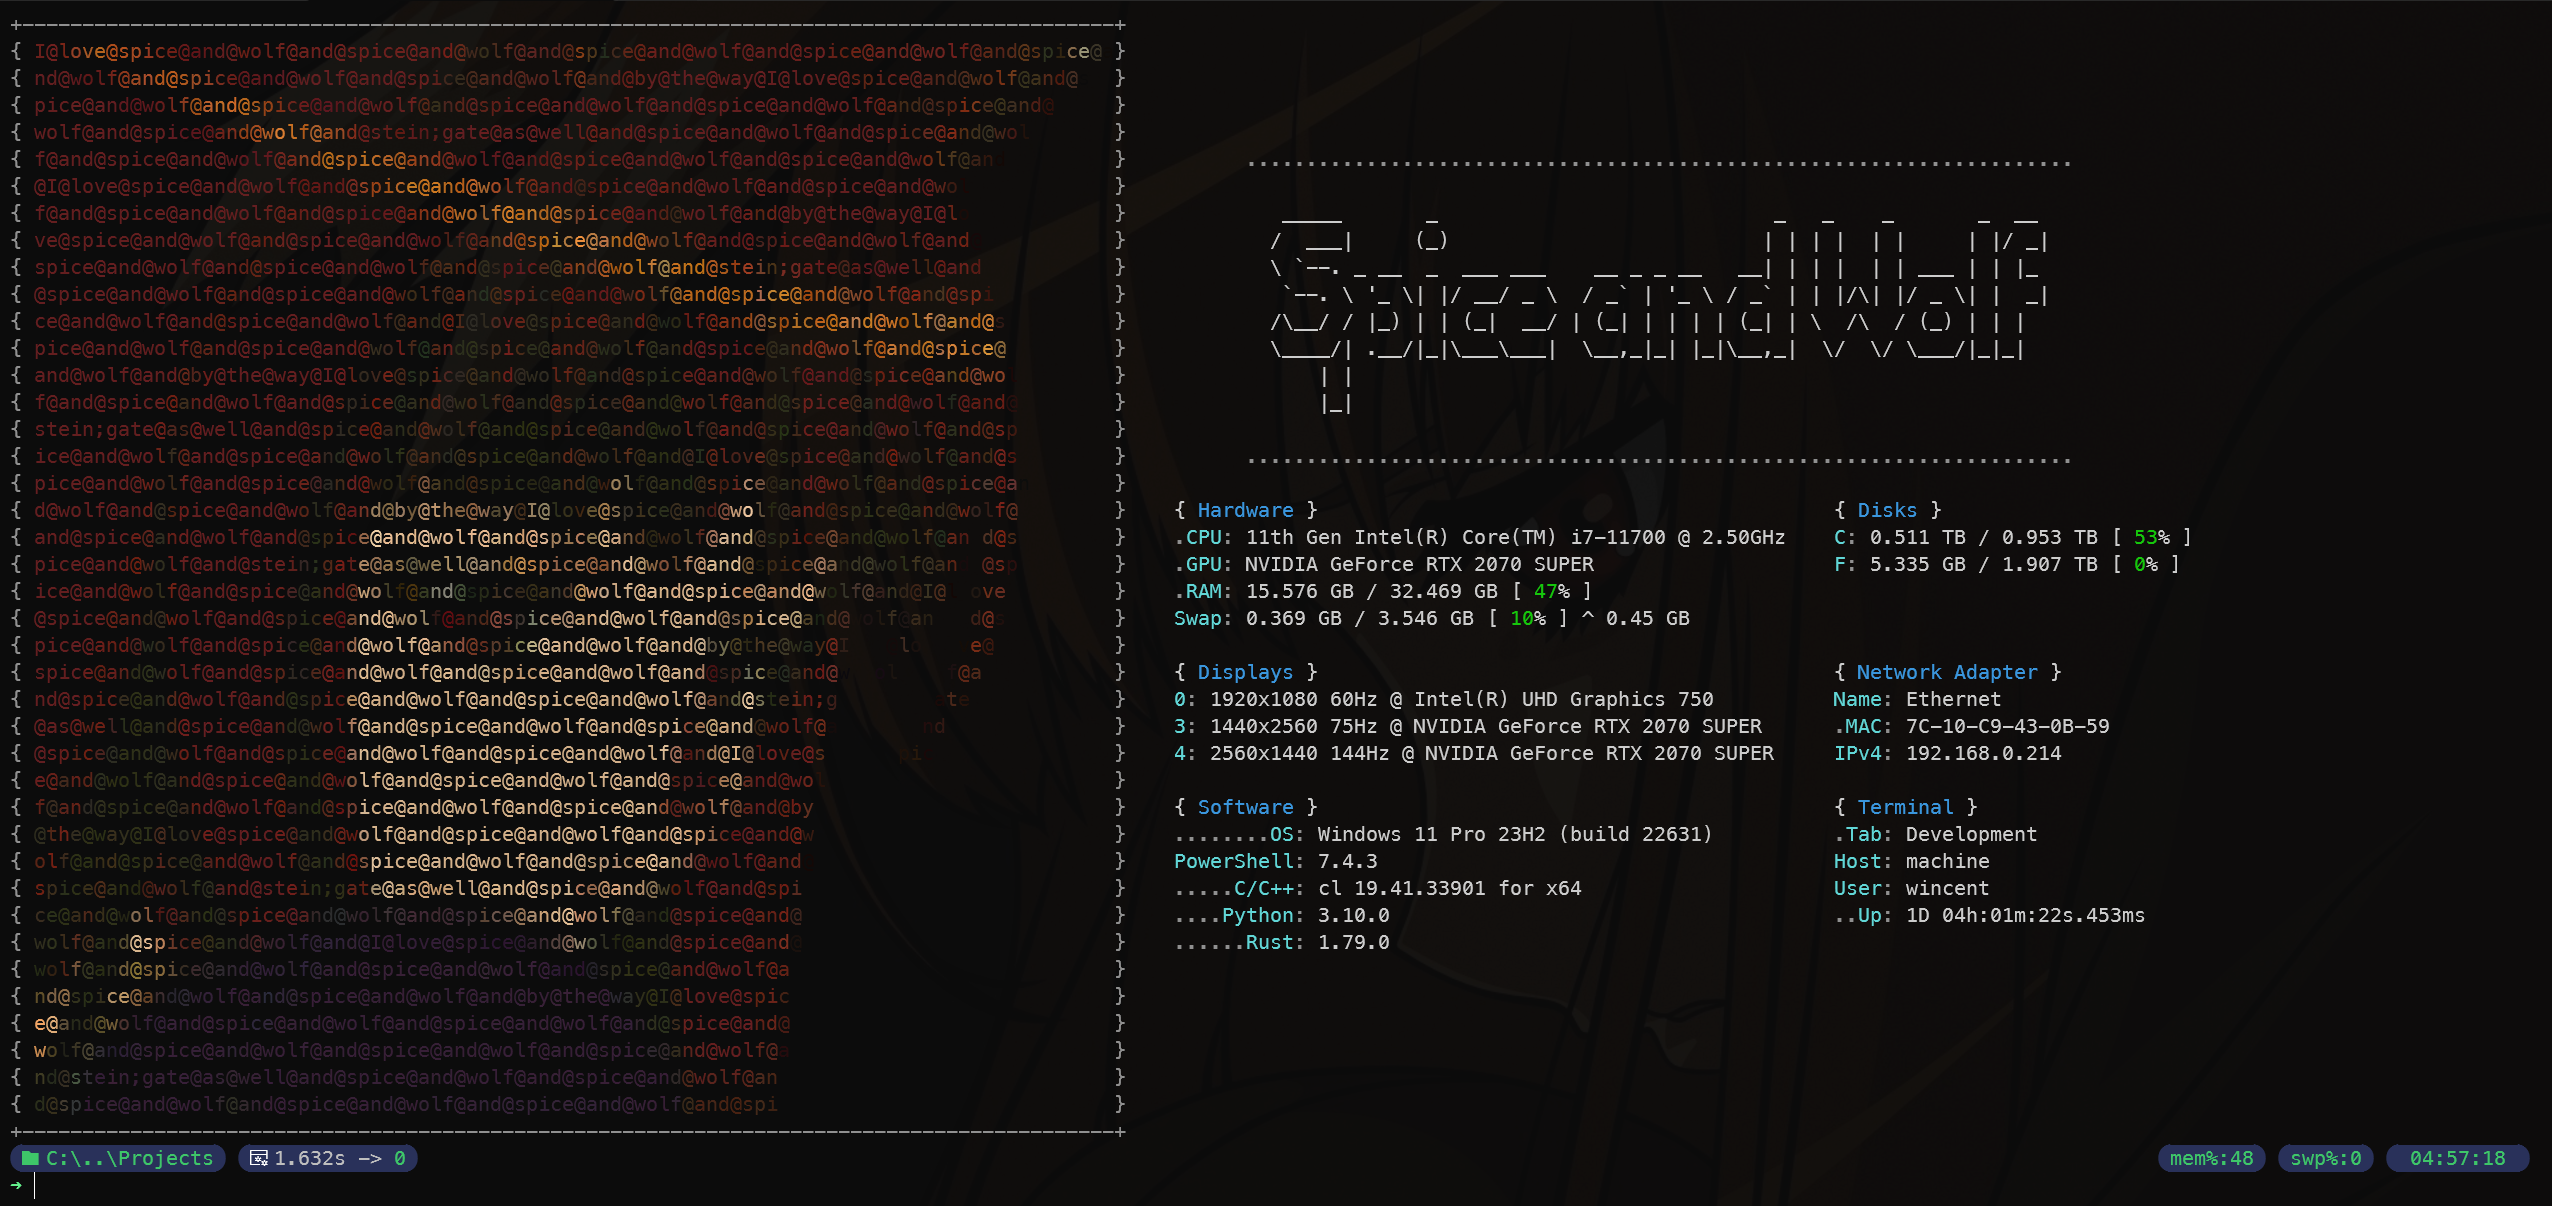 +-------------------------------------------------------------------------------------------+
{ I@love@spice@and@wolf@and@spice@and@wolf@and@spice@and@wolf@and@spice@and@wolf@and@spice@ }
{ nd@wolf@and@spice@and@wolf@and@spice@and@wolf@and@by@the@way@I@love@spice@and@wolf@and@ }
{ pice@and@wolf@and@spice@and@wolf@and@spice@and@wolf@and@spice@and@wolf@and@spice@and@ }
{ wolf@and@spice@and@wolf@and@stein;gate@as@well@and@spice@and@wolf@and@spice@and@wol }
{ f@and@spice@and@wolf@and@spice@and@wolf@and@spice@and@wolf@and@spice@and@wolf@an }
{ @I@love@spice@and@wolf@and@spice@and@wolf@and@spice@and@wolf@and@spice@and@wo }
{ f@and@spice@and@wolf@and@spice@and@wolf@and@spice@and@wolf@and@by@the@way@I@l }
{ ve@spice@and@wolf@and@spice@and@wolf@and@spice@and@wolf@and@spice@and@wolf@and }
{ spice@and@wolf@and@spice@and@wolf@and@spice@and@wolf@and@stein;gate@as@well@and }
{ @spice@and@wolf@and@spice@and@wolf@and@spice@and@wolf@and@spice@and@wolf@and@spi }
{ ce@and@wolf@and@spice@and@wolf@and@I@love@spice@and@wolf@and@spice@and@wolf@and@s }
{ pice@and@wolf@and@spice@and@wolf@and@spice@and@wolf@and@spice@and@wolf@and@spice@ }
{ and@wolf@and@by@the@way@I@love@spice@and@wolf@and@spice@and@wolf@and@spice@and@wo }
{ f@and@spice@and@wolf@and@spice@and@wolf@and@spice@and@wolf@and@spice@and@wolf@and@ }
{ stein;gate@as@well@and@spice@and@wolf@and@spice@and@wolf@and@spice@and@wolf@and@sp }
{ ice@and@wolf@and@spice@and@wolf@and@spice@and@wolf@and@I@love@spice@and@wolf@and@s }
{ pice@and@wolf@and@spice@and@wolf@and@spice@and@wolf@and@spice@and@wolf@and@spice@a }
{ d@wolf@and@spice@and@wolf@and@by@the@way@I@love@spice@and@wolf@and@spice@and@wolf@ }
{ and@spice@and@wolf@and@spice@and@wolf@and@spice@and@wolf@and@spice@and@wolf@an d@s }
{ pice@and@wolf@and@stein;gate@as@well@and@spice@and@wolf@and@spice@and@wolf@an @sp }
{ ice@and@wolf@and@spice@and@wolf@and@spice@and@wolf@and@spice@and@wolf@and@I@ ove }
{ @spice@and@wolf@and@spice@and@wolf@and@spice@and@wolf@and@spice@and@ olf@an d@s }
{ pice@and@wolf@and@spice@and@wolf@and@spice@and@wolf@and@by@the@way@I lo e@ }
{ spice@and@wolf@and@spice@and@wolf@and@spice@and@wolf@and@spice@and@w l f@a }
{ nd@spice@and@wolf@and@spice@and@wolf@and@spice@and@wolf@and@stein;g ate }
{ @as@well@and@spice@and@wolf@and@spice@and@wolf@and@spice@and@wolf@ nd }
{ @spice@and@wolf@and@spice@and@wolf@and@spice@and@wolf@and@I@love@s pi }
{ e@and@wolf@and@spice@and@wolf@and@spice@and@wolf@and@spice@and@wol }
{ f@and@spice@and@wolf@and@spice@and@wolf@and@spice@and@wolf@and@by }
{ @the@way@I@love@spice@and@wolf@and@spice@and@wolf@and@spice@and@w }
{ olf@and@spice@and@wolf@and@spice@and@wolf@and@spice@and@wolf@and }
{ spice@and@wolf@and@stein;gate@as@well@and@spice@and@wolf@and@spi }
{ ce@and@wolf@and@spice@and@wolf@and@spice@and@wolf@and@spice@and@ }
{ wolf@and@spice@and@wolf@and@I@love@spice@and@wolf@and@spice@and@ }
{ wolf@and@spice@and@wolf@and@spice@and@wolf@and@spice@and@wolf@a }
{ nd@spice@and@wolf@and@spice@and@wolf@and@by@the@way@I@love@spic }
{ e@and@wolf@and@spice@and@wolf@and@spice@and@wolf@and@spice@and@ }
{ wolf@and@spice@and@wolf@and@spice@and@wolf@and@spice@and@wolf@a }
{ nd@stein;gate@as@well@and@spice@and@wolf@and@spice@and@wolf@an }
{ d@spice@and@wolf@and@spice@and@wolf@and@spice@and@wolf@and@spi }
+-------------------------------------------------------------------------------------------+
Spice and Wolf
{ Hardware }
.CPU: 11th Gen Intel(R) Core(TM) i7-11700 @ 2.50GHz
.GPU: NVIDIA GeForce RTX 2070 SUPER
.RAM: 15.576 GB / 32.469 GB [ 47% ]
Swap: 0.369 GB / 3.546 GB [ 10% ] ^ 0.45 GB
{ Disks }
C: 0.511 TB / 0.953 TB [ 53% ]
F: 5.335 GB / 1.907 TB [ 0% ]
{ Displays }
0: 1920x1080 60Hz @ Intel(R) UHD Graphics 750
3: 1440x2560 75Hz @ NVIDIA GeForce RTX 2070 SUPER
4: 2560x1440 144Hz @ NVIDIA GeForce RTX 2070 SUPER
{ Network Adapter }
Name: Ethernet
.MAC: 7C-10-C9-43-0B-59
IPv4: 192.168.0.214
{ Software }
........OS: Windows 11 Pro 23H2 (build 22631)
PowerShell: 7.4.3
.....C/C++: cl 19.41.33901 for x64
....Python: 3.10.0
......Rust: 1.79.0
{ Terminal }
.Tab: Development
Host: machine
User: wincent
..Up: 1D 04h:01m:22s.453ms
C:\..\Projects 1.632s -> 0 mem%:48 swp%:0 04:57:18
➜